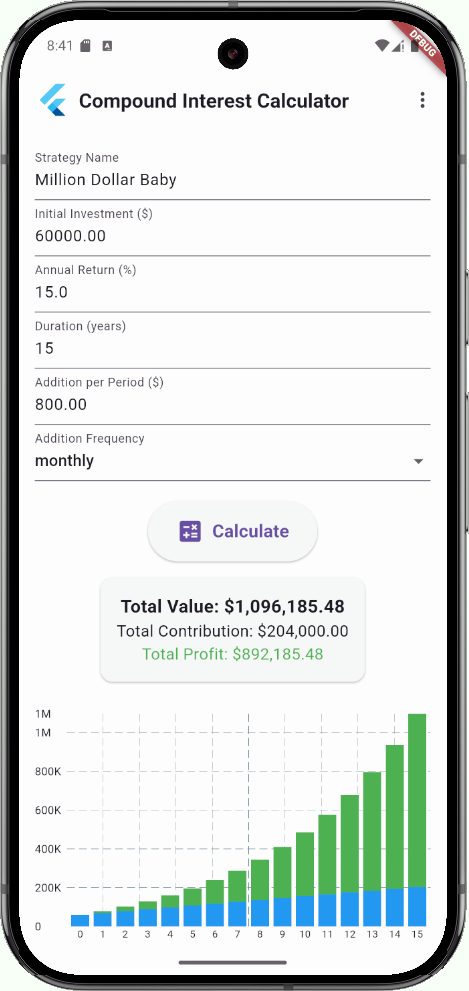 8:41
DEBUG
Compound Interest Calculator
Strategy Name
Million Dollar Baby
Initial Investment ($)
60000.00
Annual Return (%)
15.0
Duration (years)
15
Addition per Period ($)
800.00
Addition Frequency
monthly
Calculate
Total Value: $1,096,185.48
Total Contribution: $204,000.00
Total Profit: $892,185.48
1M
1M
800K
600K
400K
200K
0
0 1 2 3 4 5 6 7 8 9 10 11 12 13 14 15